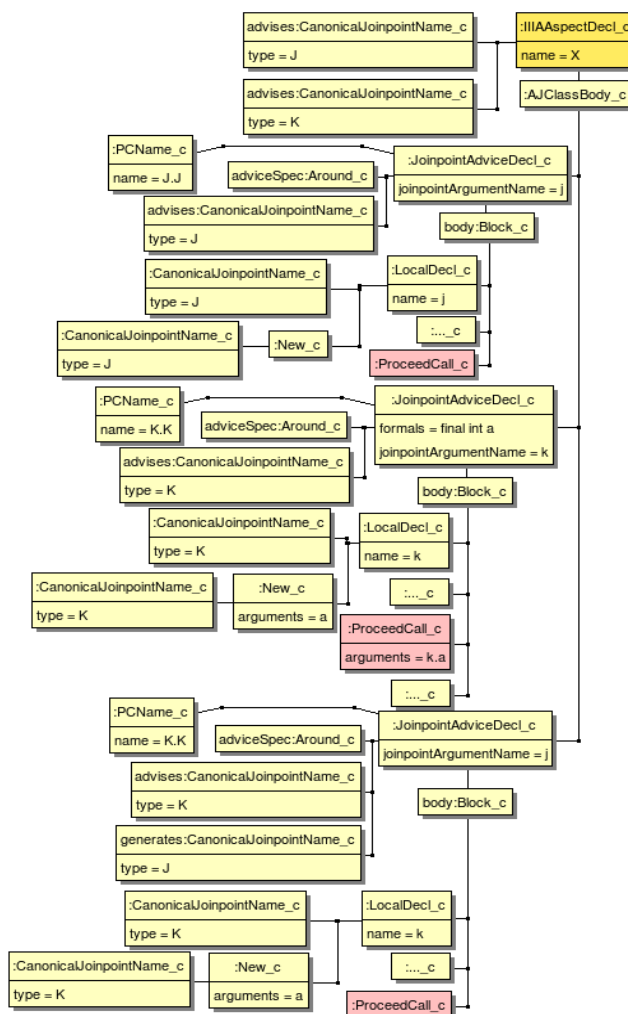 advises:CanonicalJoinpointName_c
type = J
:IIIAAspectDecl_c
name = X
advises:CanonicalJoinpointName_c
type = K
:AJClassBody_c
:PCName_c
name = J.J
:JoinpointAdviceDecl_c
joinpointArgumentName = j
adviceSpec:Around_c
advises:CanonicalJoinpointName_c
type = J
body:Block_c
:CanonicalJoinpointName_c
type = J
:LocalDecl_c
name = j
:CanonicalJoinpointName_c
type = J
:New_c
:..._c
:ProceedCall_c
:PCName_c
name = K.K
:JoinpointAdviceDecl_c
formals = final int a
joinpointArgumentName = k
adviceSpec:Around_c
advises:CanonicalJoinpointName_c
type = K
body:Block_c
:CanonicalJoinpointName_c
type = K
:LocalDecl_c
name = k
:CanonicalJoinpointName_c
type = K
:New_c
arguments = a
:..._c
:ProceedCall_c
arguments = k.a
:..._c
:PCName_c
name = K.K
:JoinpointAdviceDecl_c
joinpointArgumentName = j
adviceSpec:Around_c
advises:CanonicalJoinpointName_c
type = K
body:Block_c
generates:CanonicalJoinpointName_c
type = J
:CanonicalJoinpointName_c
type = K
:LocalDecl_c
name = k
:CanonicalJoinpointName_c
type = K
:New_c
arguments = a
:..._c
:ProceedCall_c